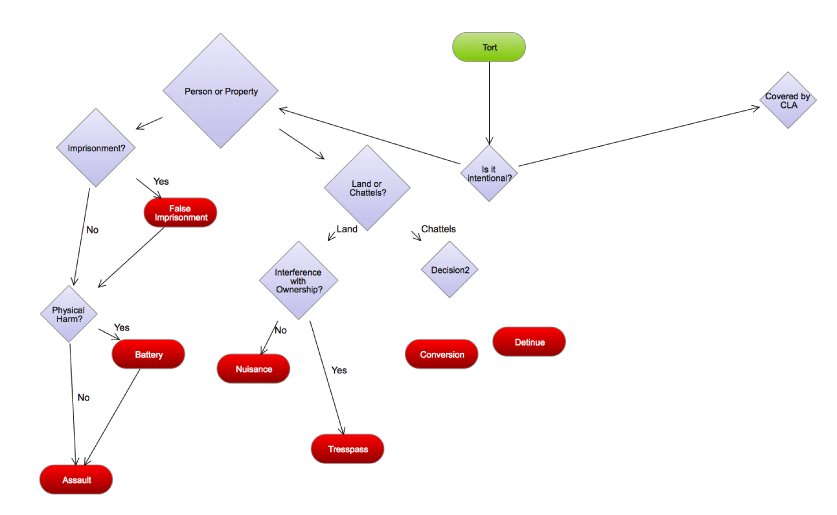 Tort
Person or Property
Covered by
CLA
Imprisonment?
Is it
intentional?
Yes
Land or
Chattels?
False
Imprisonment
No
Land
Chattels
Interference
with
Ownership?
Decision2
Physical
Harm?
Yes
No
Battery
Conversion
Detinue
Nuisance
Yes
No
Tresspass
Assault